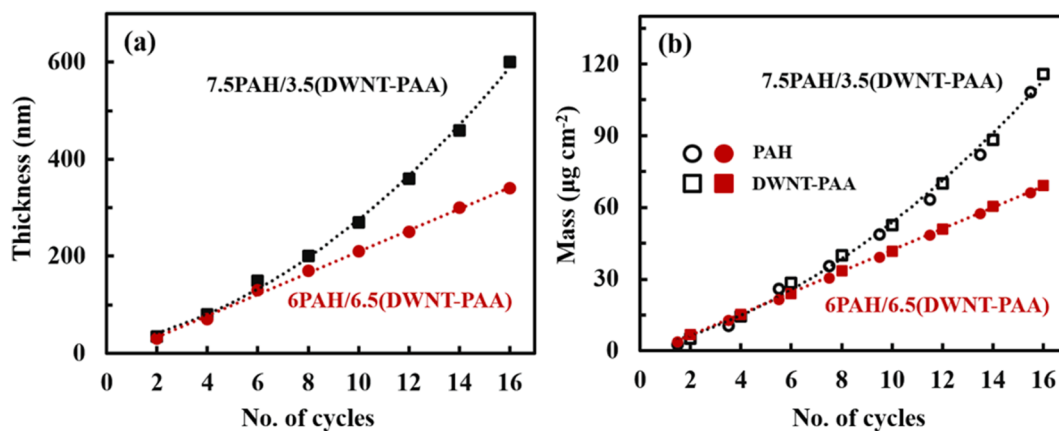 (a)
Thickness (nm)
600
400
200
0
7.5PAH/3.5(DWNT-PAA)
6PAH/6.5(DWNT-PAA)
0 2 4 6 8 10 12 14 16
No. of cycles
(b)
Mass (µg cm⁻²)
120
90
60
30
0
7.5PAH/3.5(DWNT-PAA)
PAH
DWNT-PAA
6PAH/6.5(DWNT-PAA)
0 2 4 6 8 10 12 14 16
No. of cycles